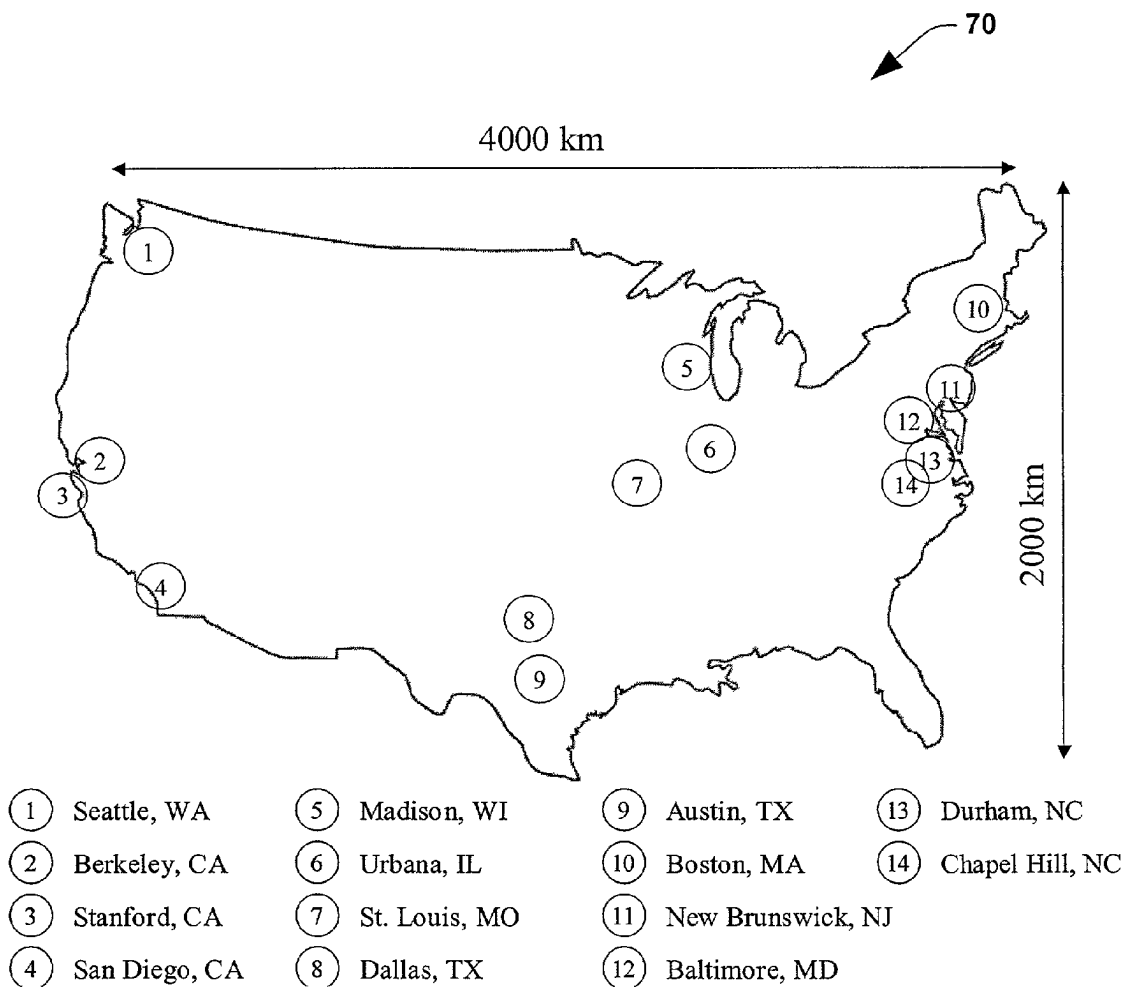 70
4000 km
1
10
5
11
12
6
2
13
7
14
3
2000 km
4
8
9
1 Seattle, WA
5 Madison, WI
9 Austin, TX
13 Durham, NC
2 Berkeley, CA
6 Urbana, IL
10 Boston, MA
14 Chapel Hill, NC
3 Stanford, CA
7 St. Louis, MO
11 New Brunswick, NJ
4 San Diego, CA
8 Dallas, TX
12 Baltimore, MD